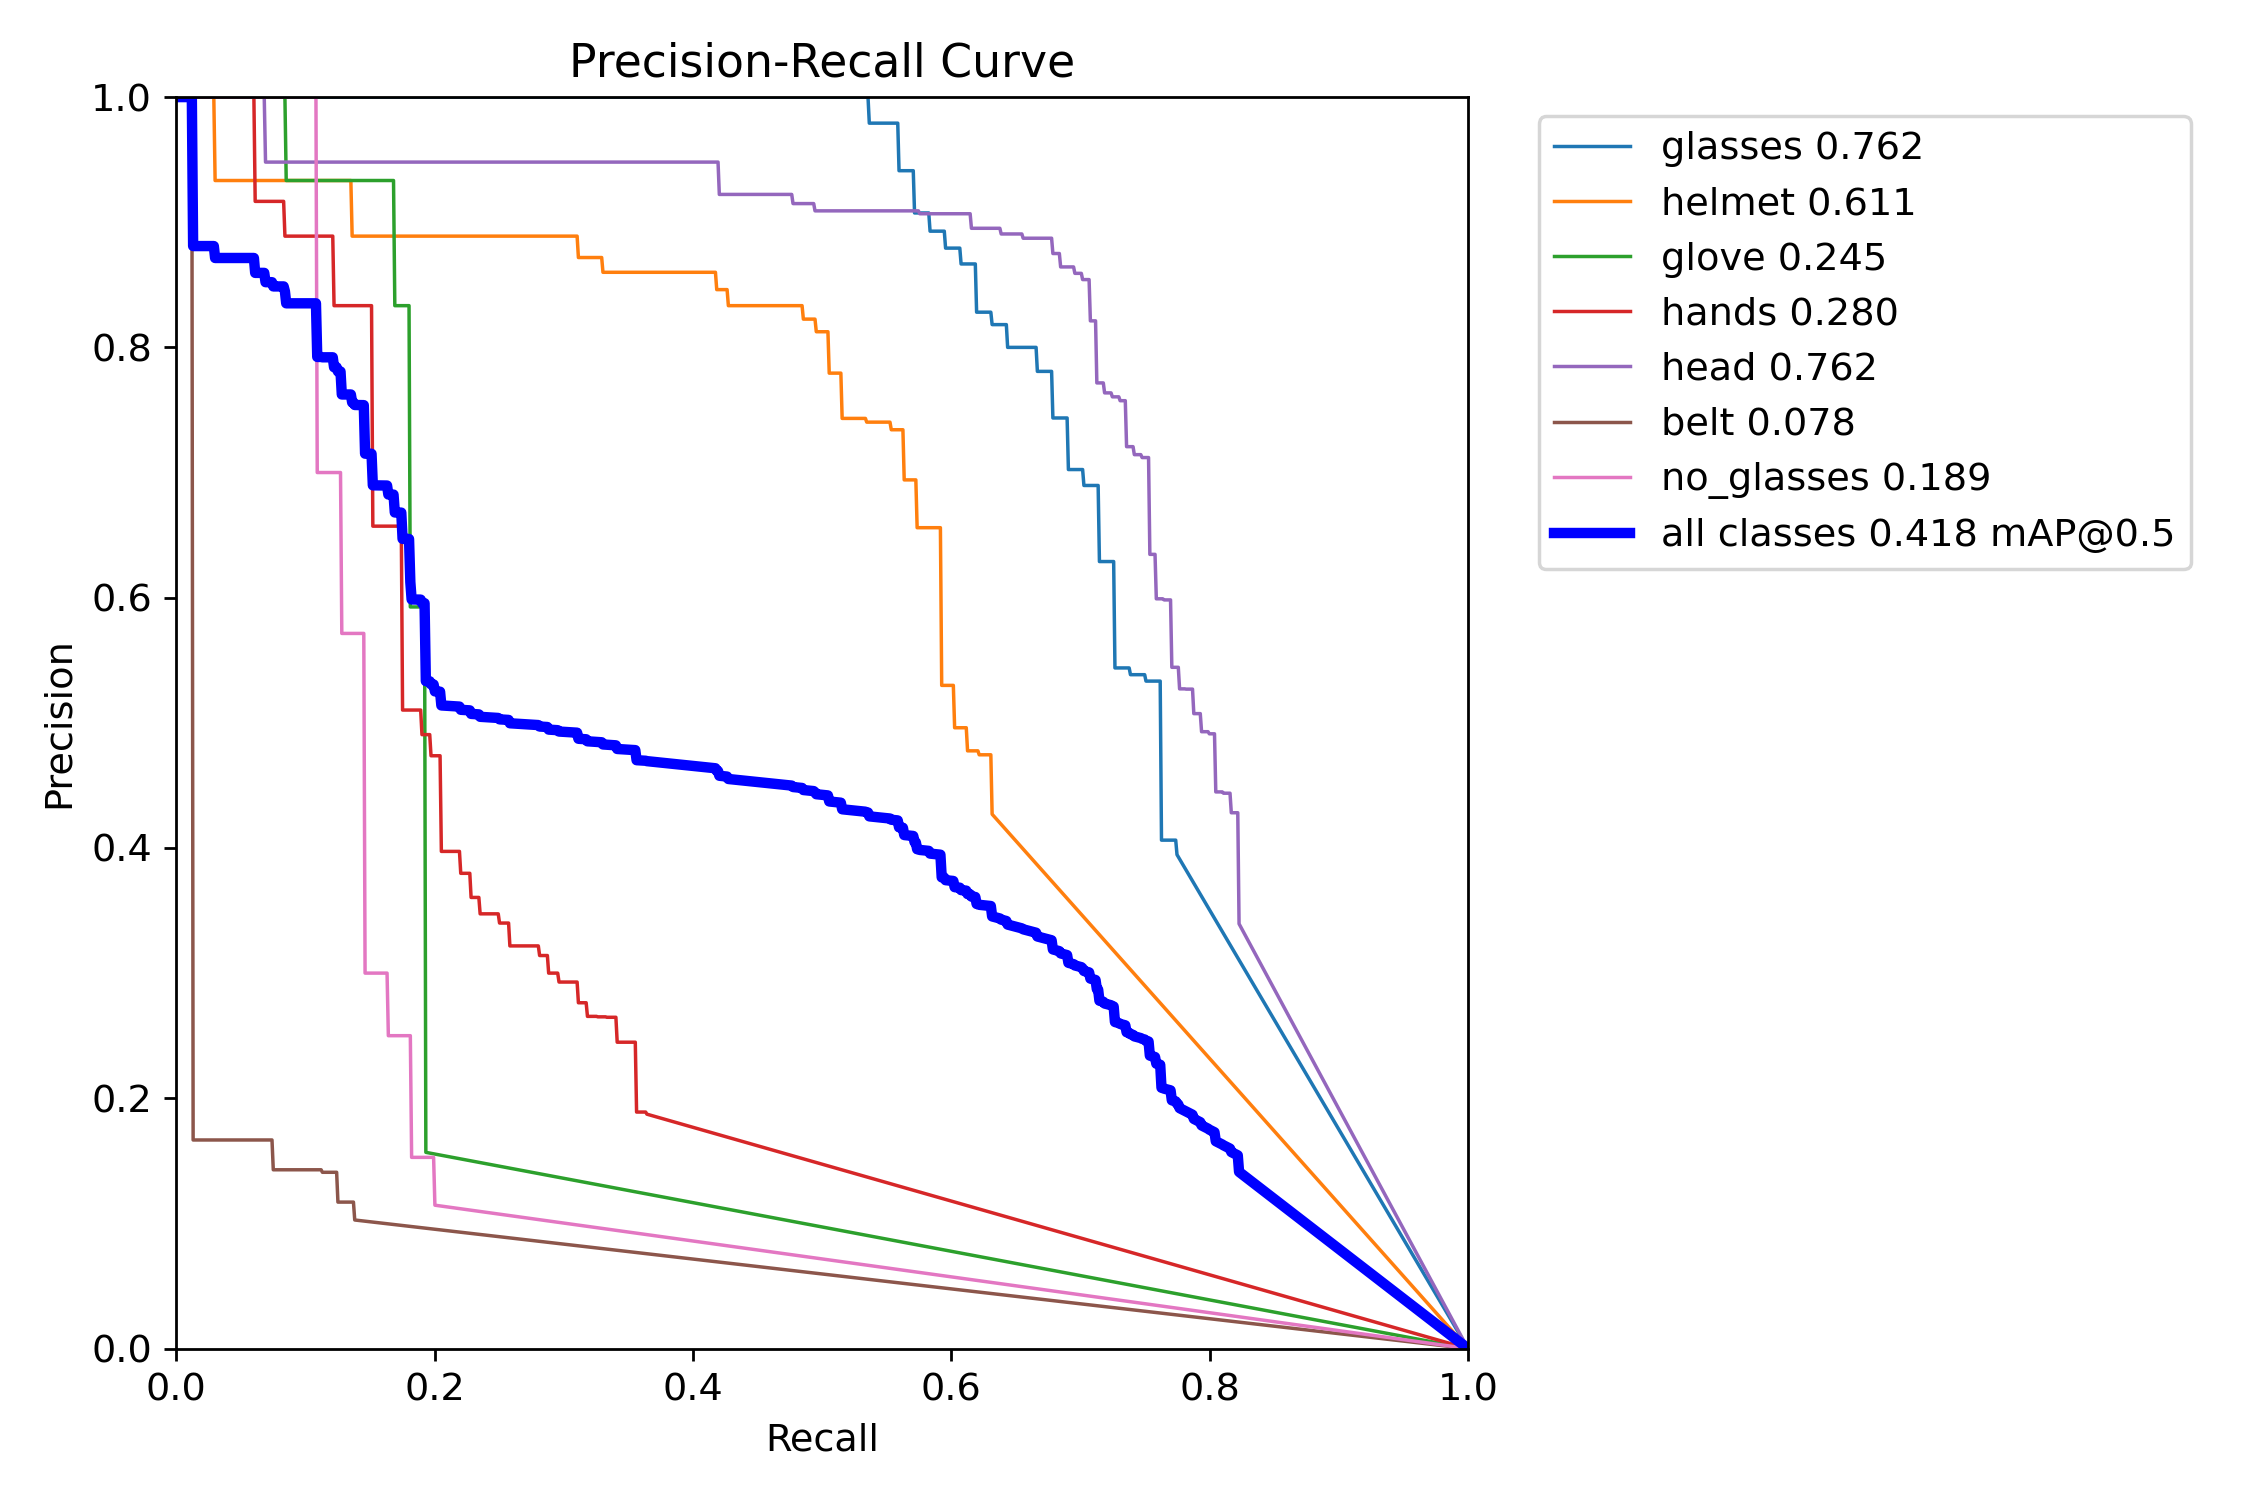 Precision-Recall Curve
1.0
0.8
0.6
0.4
0.2
0.0
Precision
0.0 0.2 0.4 0.6 0.8 1.0
Recall
glasses 0.762
helmet 0.611
glove 0.245
hands 0.280
head 0.762
belt 0.078
no_glasses 0.189
all classes 0.418 mAP@0.5